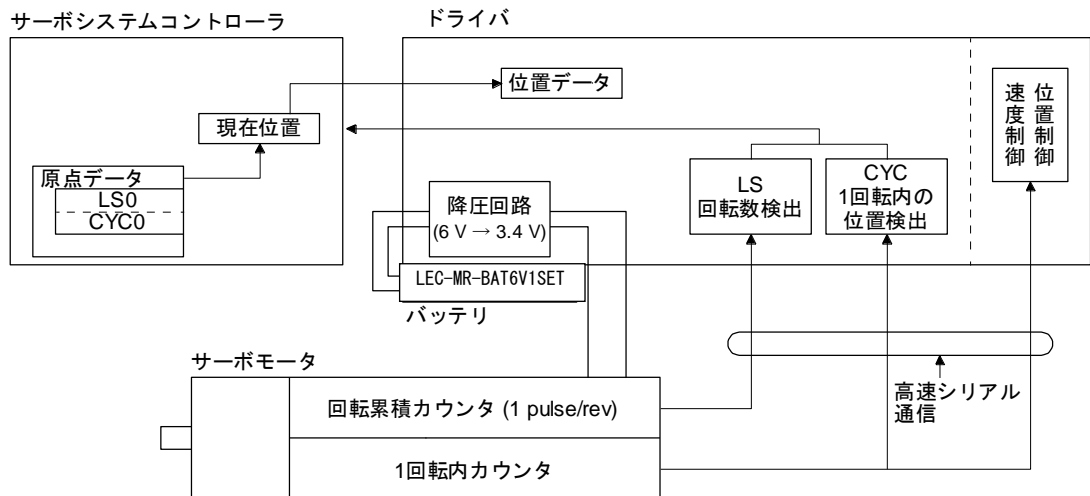 サーボシステムコントローラ
ドライバ
位置データ
現在位置
原点データ
LS0
CYC0
降圧回路
(6 V → 3.4 V)
LEC-MR-BAT6V1SET
バッテリ
LS
回転数検出
CYC
1回転内の
位置検出
位置制御
速度制御
サーボモータ
回転累積カウンタ (1 pulse/rev)
1回転内カウンタ
高速シリアル
通信